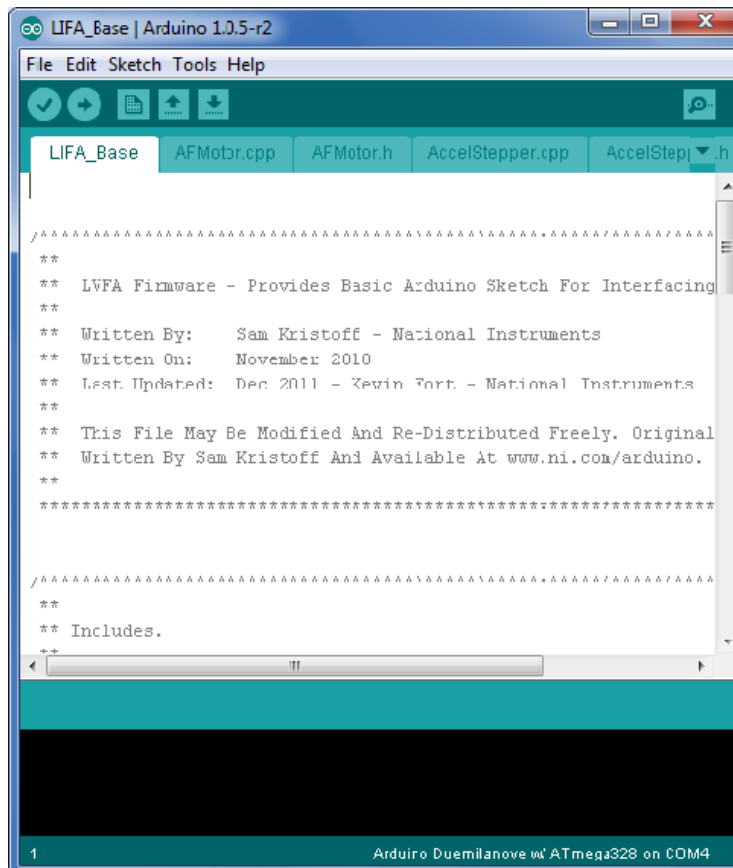 LIFA_Base | Arduino 1.0.5-r2
File Edit Sketch Tools Help
LIFA_Base AFMotor.cpp AFMotor.h AccelStepper.cpp AccelStepp .h
**
** LVFA Firmware - Provides Basic Arduino Sketch For Interfacing
**
** Written By: Sam Kristoff - National Instruments
** Written On: November 2010
** Last Updated: Dec 2011 - Kevin Fort - National Instruments
**
** This File May Be Modified And Re-Distributed Freely. Original
** Written By Sam Kristoff And Available At www.ni.com/arduino.
**
**
** Includes.
**
1 Arduino Duemilanove w/ ATmega328 on COM4